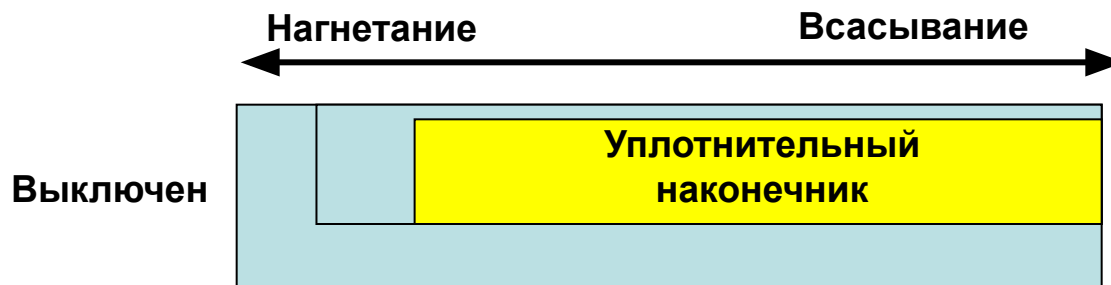 Нагнетание
Всасывание
Уплотнительный
наконечник
Выключен